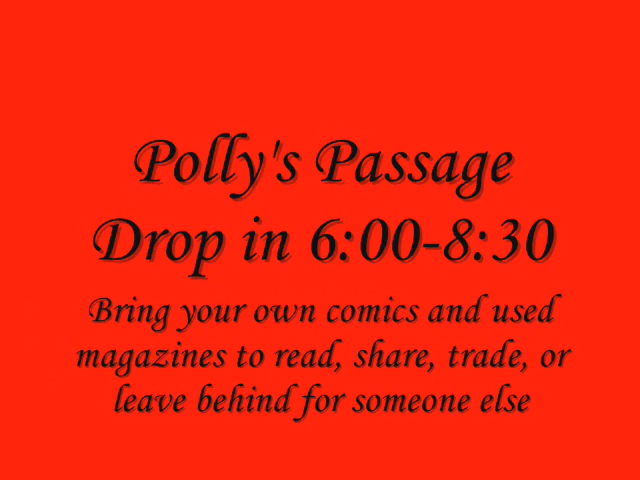 Polly's Passage
Drop in 6:00-8:30
Bring your own comics and used
magazines to read, share, trade, or
leave behind for someone else